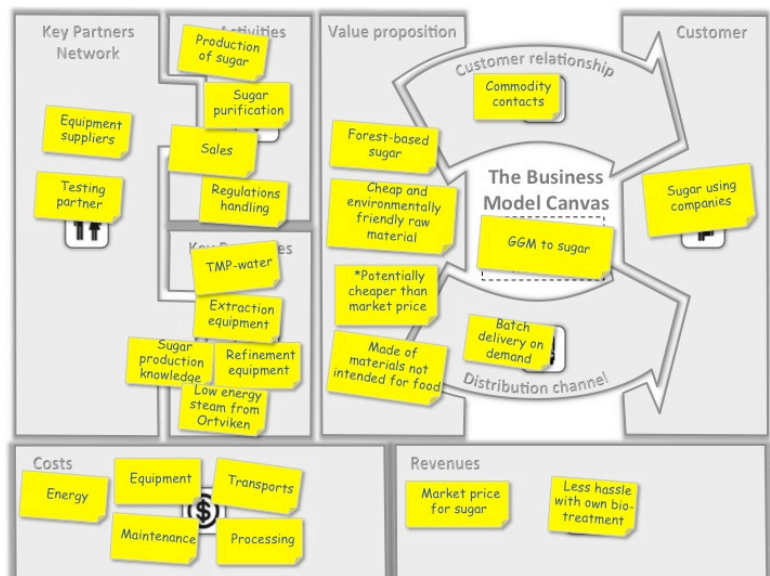 Key Partners
Network
Equipment
suppliers
Testing
partner
Activities
Production
of sugar
Sugar
purification
Sales
Regulations
handling
TMP-water
Extraction
equipment
Sugar
production
knowledge
Refinement
equipment
Low energy
steam from
Ortviken
Value proposition
Forest-based
sugar
Cheap and
environmentally
friendly raw
material
*Potentially
cheaper than
market price
Made of
materials not
intended for food
Customer relationship
Commodity
contacts
The Business
Model Canvas
GGM to sugar
Batch
delivery on
demand
Distribution channel
Customer
Sugar using
companies
Costs
Energy
Equipment
Transports
Maintenance
Processing
Revenues
Market price
for sugar
Less hassle
with own bio-
treatment